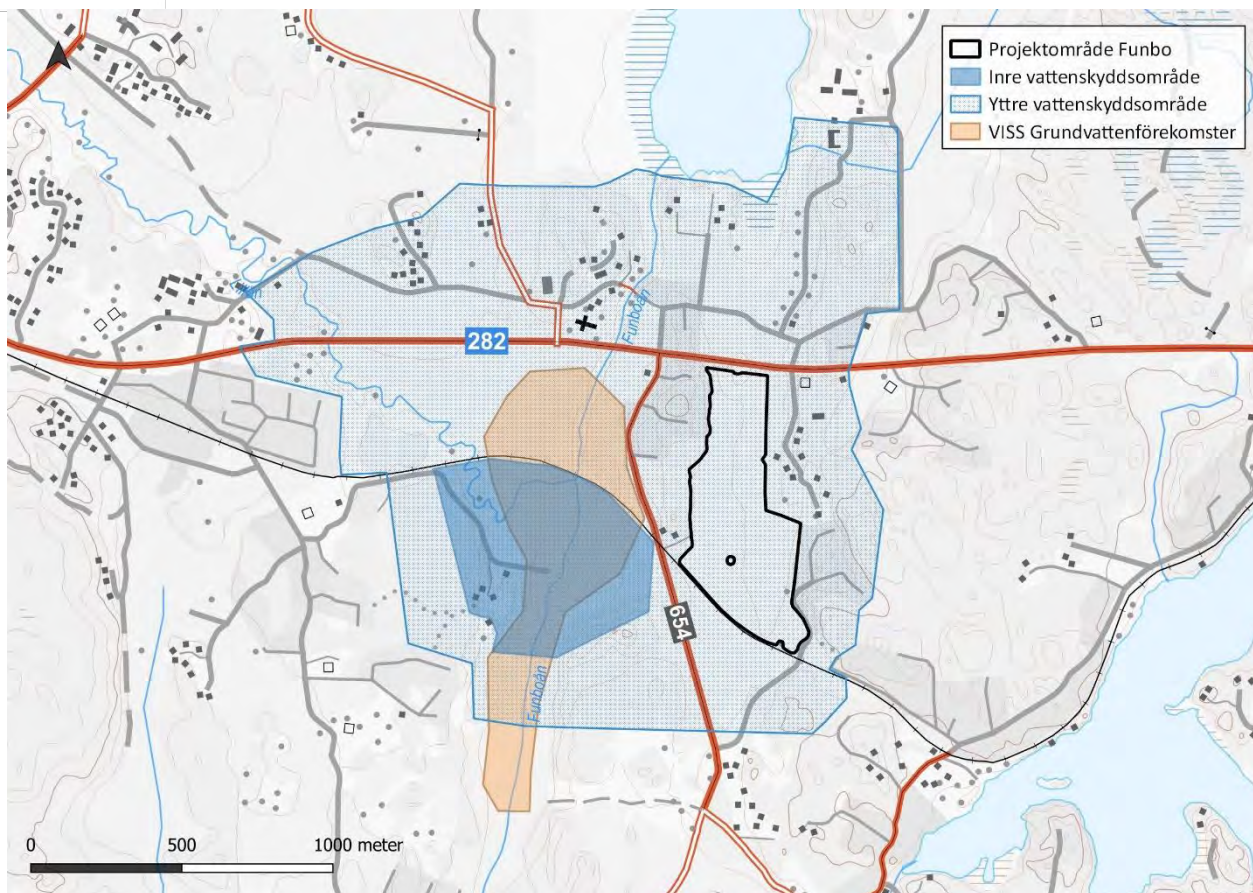 Projektområde Funbo
Inre vattenskyddsområde
Yttre vattenskyddsområde
VISS Grundvattenförekomster
Funboån
282
654
Funboån
0 500 1000 meter